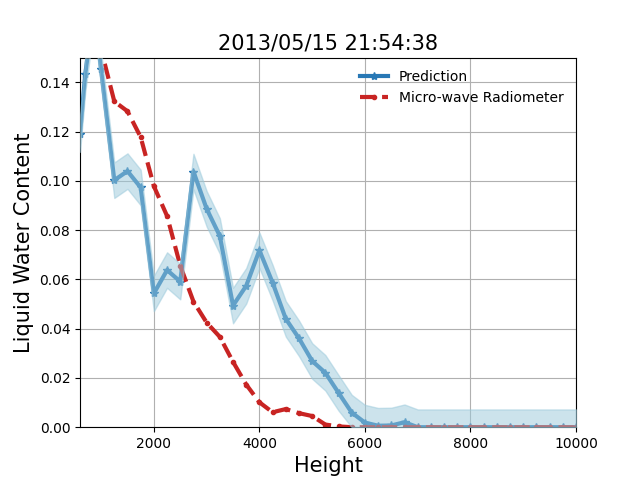 2013/05/15 21:54:38
Prediction
Micro-wave Radiometer
Liquid Water Content
0.14
0.12
0.10
0.08
0.06
0.04
0.02
0.00
2000 4000 6000 8000 10000
Height